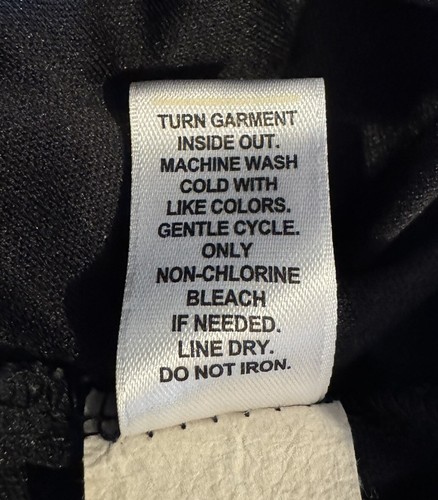 TURN GARMENT
INSIDE OUT.
MACHINE WASH
COLD WITH
LIKE COLORS.
GENTLE CYCLE.
ONLY
NON-CHLORINE
BLEACH
IF NEEDED.
LINE DRY.
DO NOT IRON.